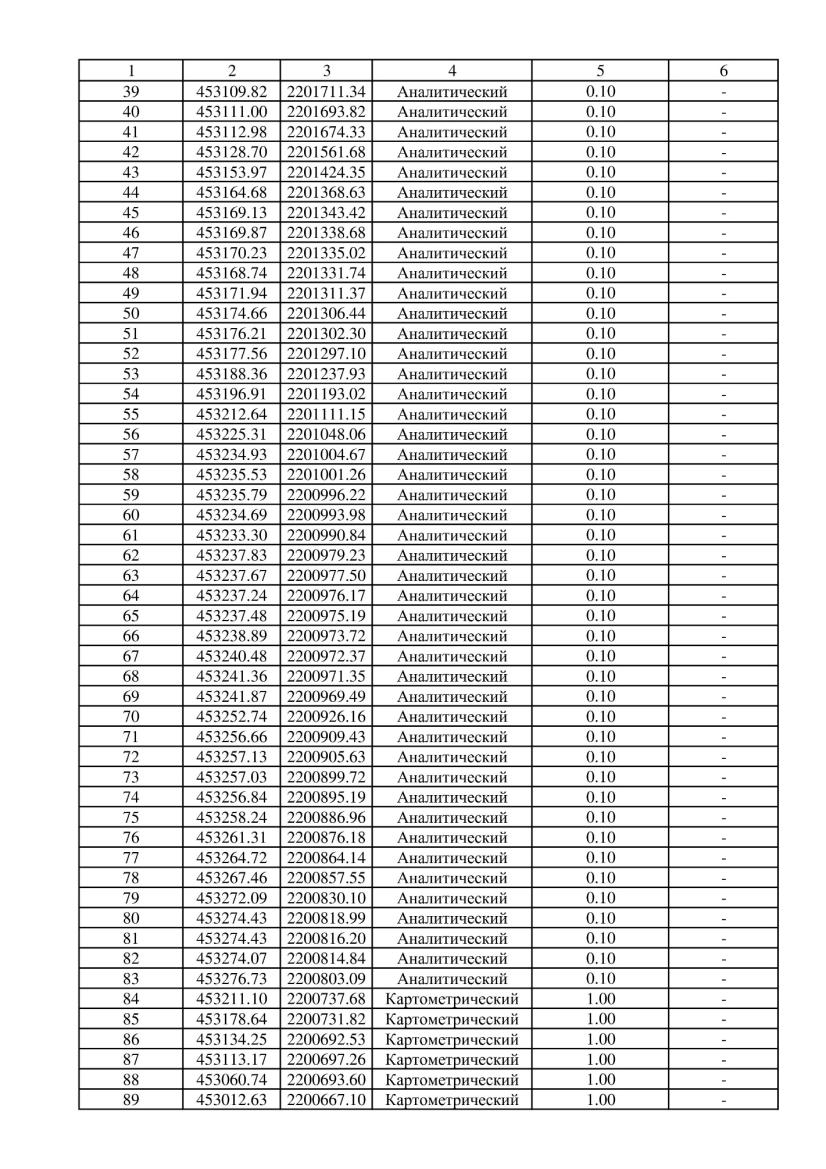 1 2 3 4 5 6
39 453109.82 2201711.34 Аналитический 0.10 -
40 453111.00 2201693.82 Аналитический 0.10 -
41 453112.98 2201674.33 Аналитический 0.10 -
42 453128.70 2201561.68 Аналитический 0.10 -
43 453153.97 2201424.35 Аналитический 0.10 -
44 453164.68 2201368.63 Аналитический 0.10 -
45 453169.13 2201343.42 Аналитический 0.10 -
46 453169.87 2201338.68 Аналитический 0.10 -
47 453170.23 2201335.02 Аналитический 0.10 -
48 453168.74 2201331.74 Аналитический 0.10 -
49 453171.94 2201311.37 Аналитический 0.10 -
50 453174.66 2201306.44 Аналитический 0.10 -
51 453176.21 2201302.30 Аналитический 0.10 -
52 453177.56 2201297.10 Аналитический 0.10 -
53 453188.36 2201237.93 Аналитический 0.10 -
54 453196.91 2201193.02 Аналитический 0.10 -
55 453212.64 2201111.15 Аналитический 0.10 -
56 453225.31 2201048.06 Аналитический 0.10 -
57 453234.93 2201004.67 Аналитический 0.10 -
58 453235.53 2201001.26 Аналитический 0.10 -
59 453235.79 2200996.22 Аналитический 0.10 -
60 453234.69 2200993.98 Аналитический 0.10 -
61 453233.30 2200990.84 Аналитический 0.10 -
62 453237.83 2200979.23 Аналитический 0.10 -
63 453237.67 2200977.50 Аналитический 0.10 -
64 453237.24 2200976.17 Аналитический 0.10 -
65 453237.48 2200975.19 Аналитический 0.10 -
66 453238.89 2200973.72 Аналитический 0.10 -
67 453240.48 2200972.37 Аналитический 0.10 -
68 453241.36 2200971.35 Аналитический 0.10 -
69 453241.87 2200969.49 Аналитический 0.10 -
70 453252.74 2200926.16 Аналитический 0.10 -
71 453256.66 2200909.43 Аналитический 0.10 -
72 453257.13 2200905.63 Аналитический 0.10 -
73 453257.03 2200899.72 Аналитический 0.10 -
74 453256.84 2200895.19 Аналитический 0.10 -
75 453258.24 2200886.96 Аналитический 0.10 -
76 453261.31 2200876.18 Аналитический 0.10 -
77 453264.72 2200864.14 Аналитический 0.10 -
78 453267.46 2200857.55 Аналитический 0.10 -
79 453272.09 2200830.10 Аналитический 0.10 -
80 453274.43 2200818.99 Аналитический 0.10 -
81 453274.43 2200816.20 Аналитический 0.10 -
82 453274.07 2200814.84 Аналитический 0.10 -
83 453276.73 2200803.09 Аналитический 0.10 -
84 453211.10 2200737.68 Картометрический 1.00 -
85 453178.64 2200731.82 Картометрический 1.00 -
86 453134.25 2200692.53 Картометрический 1.00 -
87 453113.17 2200697.26 Картометрический 1.00 -
88 453060.74 2200693.60 Картометрический 1.00 -
89 453012.63 2200667.10 Картометрический 1.00 -